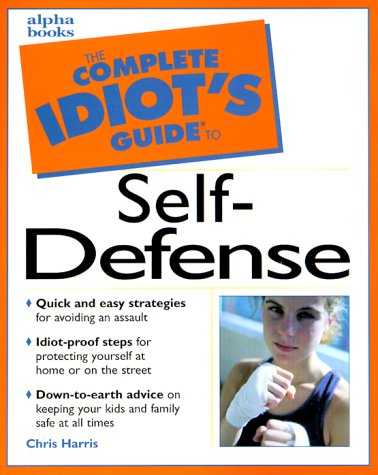 alpha
books
THE
COMPLETE
IDIOT'S
GUIDE® TO
Self-
Defense
♦ Quick and easy strategies
for avoiding an assault
♦ Idiot-proof steps for
protecting yourself at
home or on the street
♦ Down-to-earth advice on
keeping your kids and family
safe at all times
Chris Harris